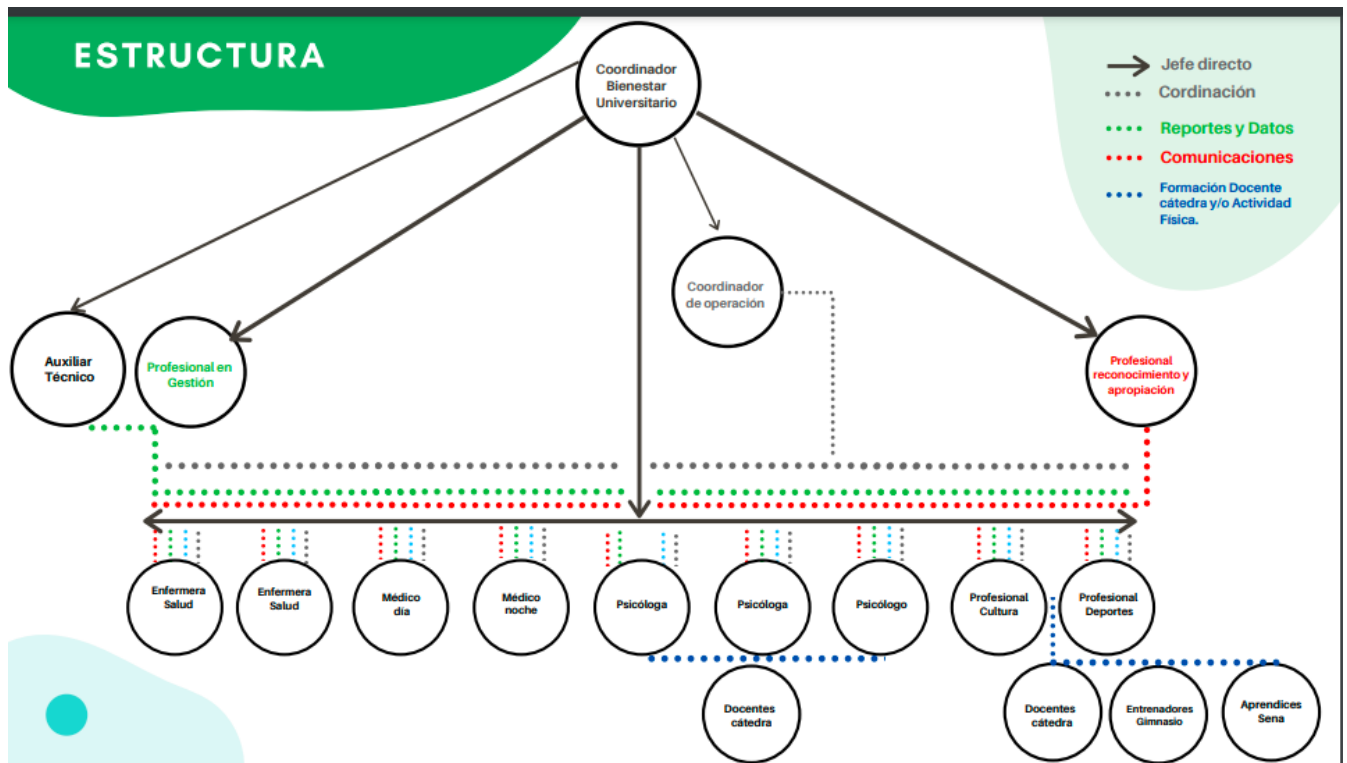 ESTRUCTURA
Coordinador
Bienestar
Universitario
Jefe directo
Cordinación
Reportes y Datos
Comunicaciones
Formación Docente
cátedra y/o Actividad
Física.
Coordinador
de operación
Auxiliar
Técnico
Profesional en
Gestión
Profesional
reconocimiento y
apropiación
Enfermera
Salud
Enfermera
Salud
Médico
día
Médico
noche
Psicóloga
Psicóloga
Psicólogo
Profesional
Cultura
Profesional
Deportes
Docentes
cátedra
Docentes
cátedra
Entrenadores
Gimnasio
Aprendices
Sena